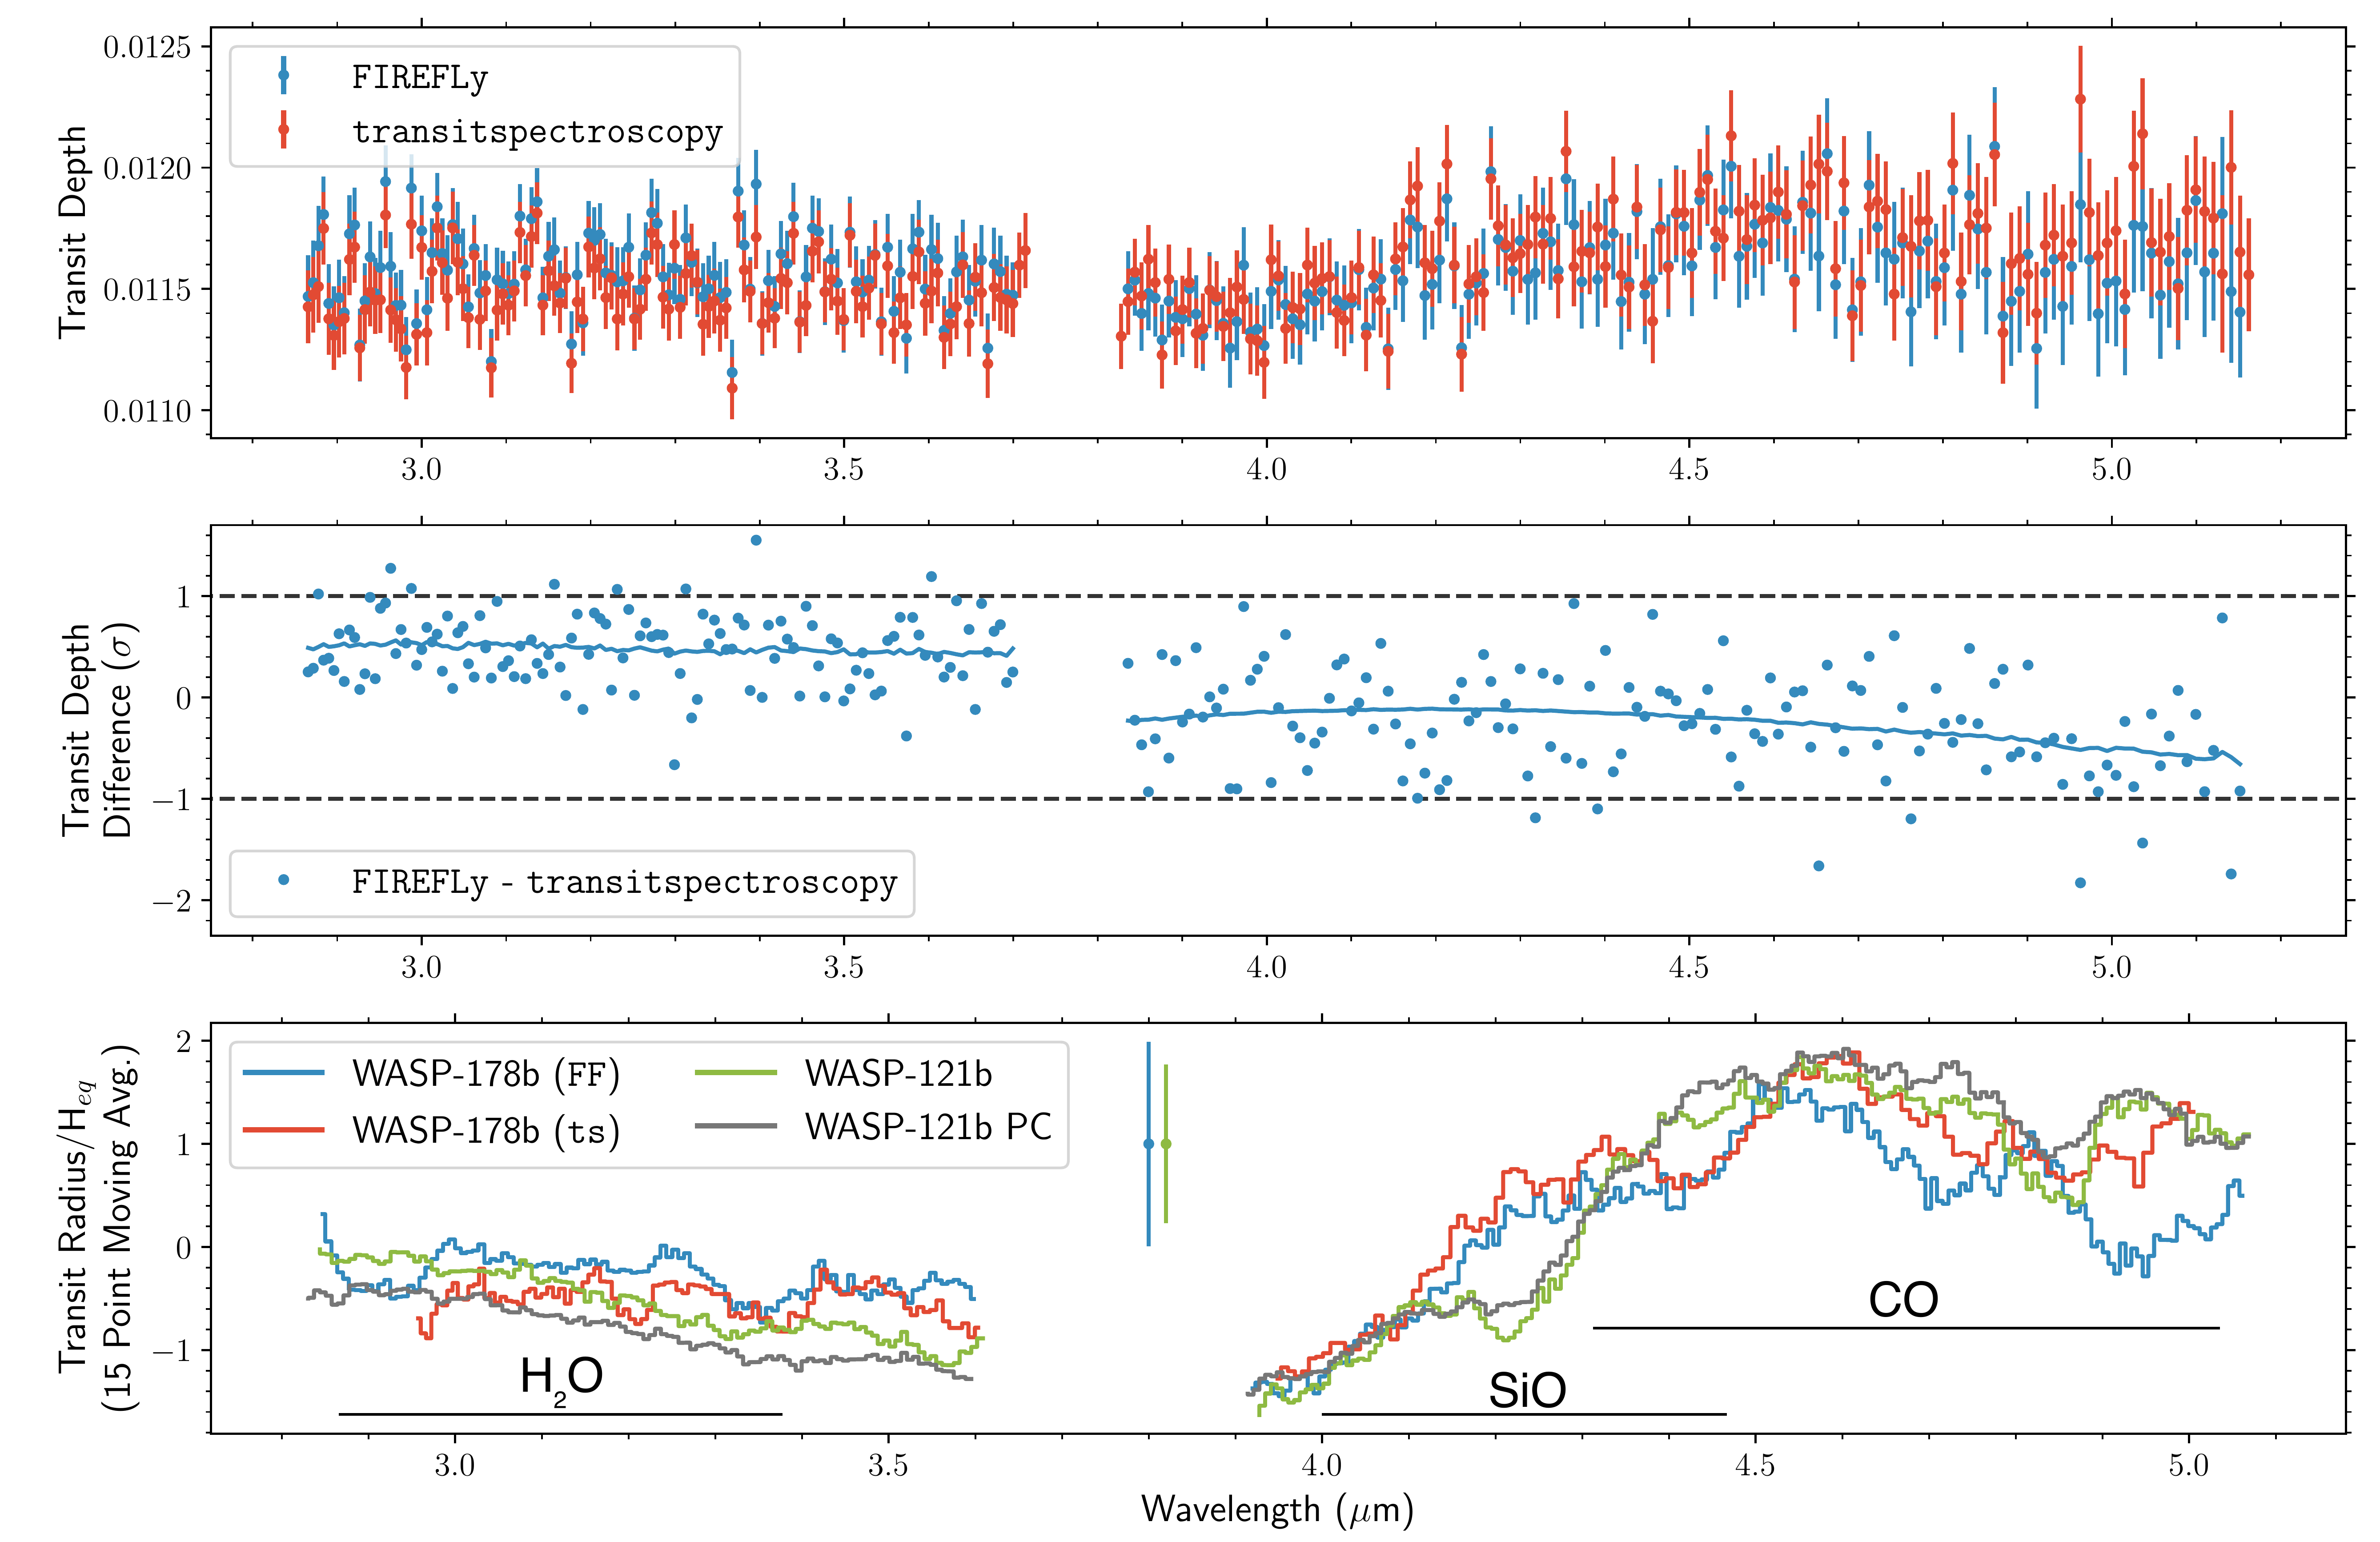 0.0125
0.0120
0.0115
0.0110
Transit Depth
FIREFLy
transitspectroscopy
3.0 3.5 4.0 4.5 5.0
1
0
−1
−2
Transit Depth
Difference (σ)
FIREFLy - transitspectroscopy
3.0 3.5 4.0 4.5 5.0
2
1
0
−1
Transit Radius/H_eq
(15 Point Moving Avg.)
WASP-178b (FF) WASP-121b
WASP-178b (ts) WASP-121b PC
CO
H₂O
SiO
3.0 3.5 4.0 4.5 5.0
Wavelength (μm)